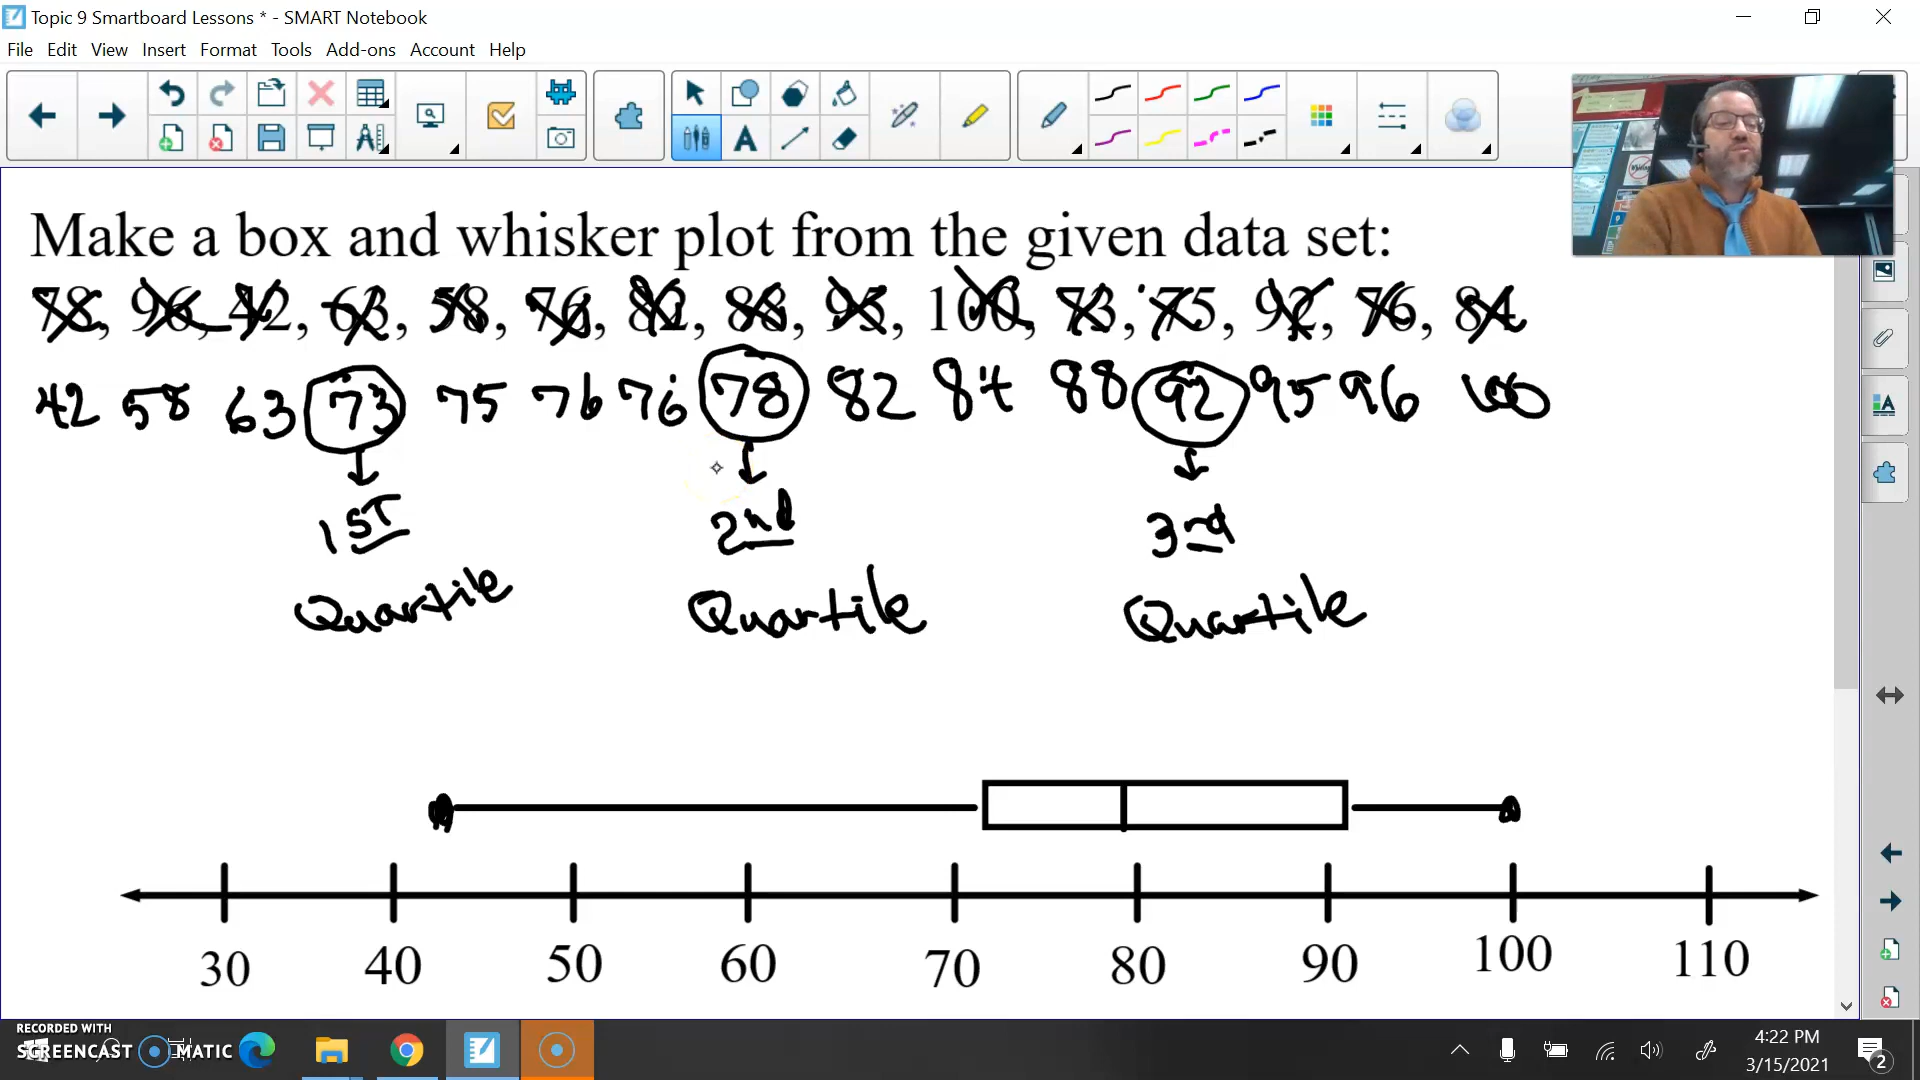 Topic 9 Smartboard Lessons * - SMART Notebook
File Edit View Insert Format Tools Add-ons Account Help
Make a box and whisker plot from the given data set:
78, 96, 42, 63, 58, 76, 82, 88, 95, 100, 73, 75, 92, 76, 84
42 58 63 73 75 76 76 78 82 84 88 92 95 96 100
1ST 2nd 3rd
Quartile Quartile Quartile
30 40 50 60 70 80 90 100 110
RECORDED WITH
SCREENCAST MATIC
4:22 PM
3/15/2021
2